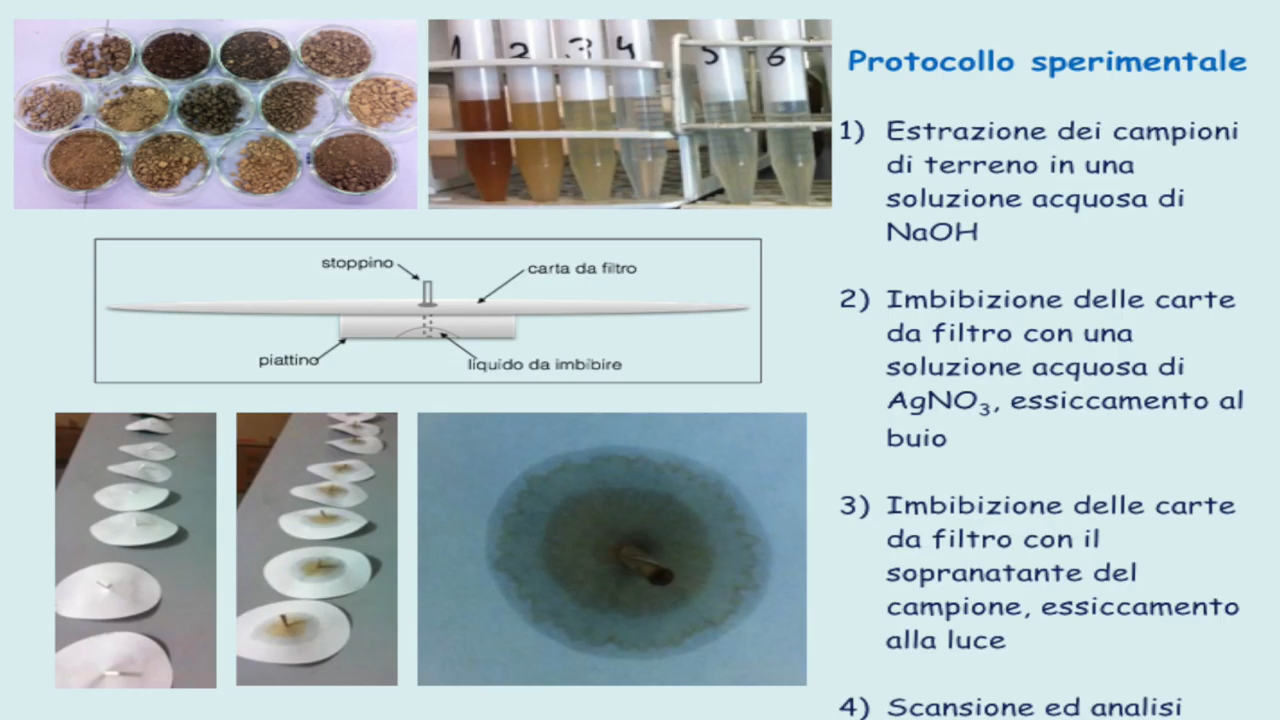 1 2 3 4 5 6
stoppino
carta da filtro
piattino
liquido da imbibire
Protocollo sperimentale
1) Estrazione dei campioni
di terreno in una
soluzione acquosa di
NaOH
2) Imbibizione delle carte
da filtro con una
soluzione acquosa di
AgNO₃, essiccamento al
buio
3) Imbibizione delle carte
da filtro con il
sopranatante del
campione, essiccamento
alla luce
4) Scansione ed analisi